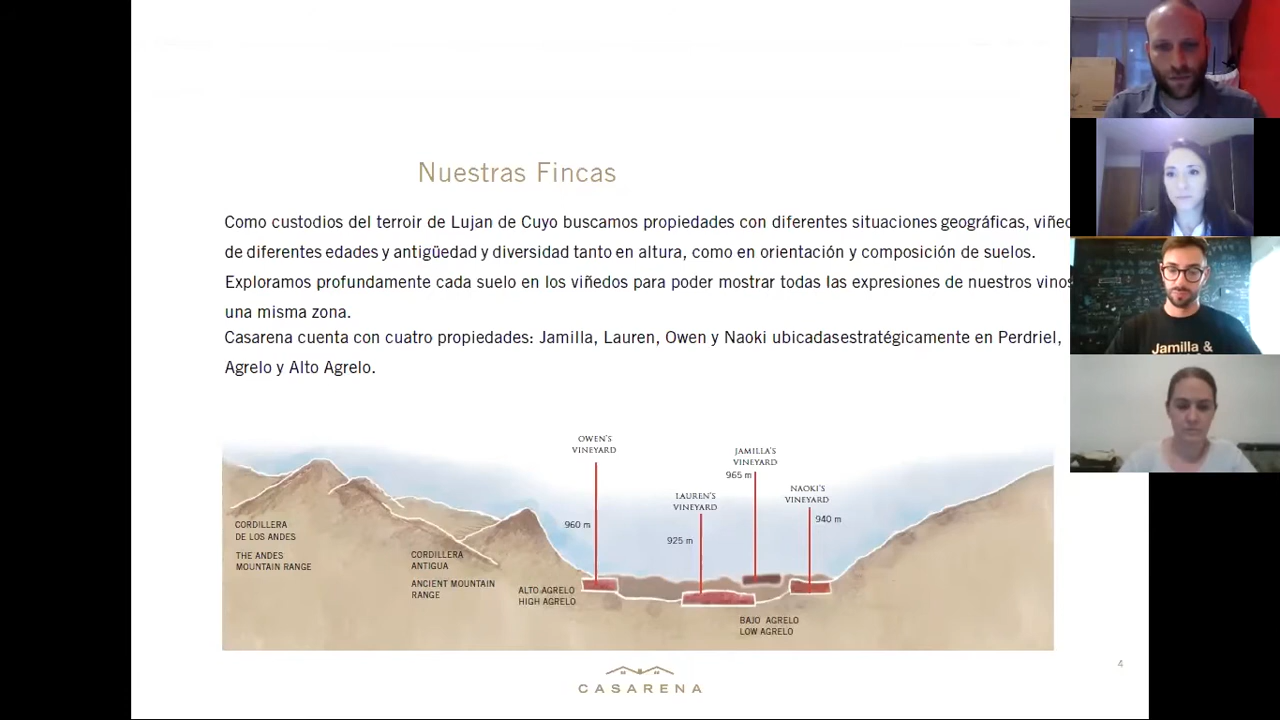 Nuestras Fincas
Como custodios del terroir de Lujan de Cuyo buscamos propiedades con diferentes situaciones geográficas,
de diferentes edades y antigüedad y diversidad tanto en altura, como en orientación y composición de suelos.
Exploramos profundamente cada suelo en los viñedos para poder mostrar todas las expresiones de nuestros vinos
una misma zona.
Casarena cuenta con cuatro propiedades: Jamilla, Lauren, Owen y Naoki ubicadasestratégicamente en Perdriel,
Agrelo y Alto Agrelo.
OWEN'S
VINEYARD
960 m
LAUREN'S
VINEYARD
925 m
JAMILLA'S
VINEYARD
965 m
NAOKI'S
VINEYARD
940 m
CORDILLERA
DE LOS ANDES
THE ANDES
MOUNTAIN RANGE
CORDILLERA
ANTIGUA
ANCIENT MOUNTAIN
RANGE
ALTO AGRELO
HIGH AGRELO
BAJO AGRELO
LOW AGRELO
CASARENA
4
Jamilla &